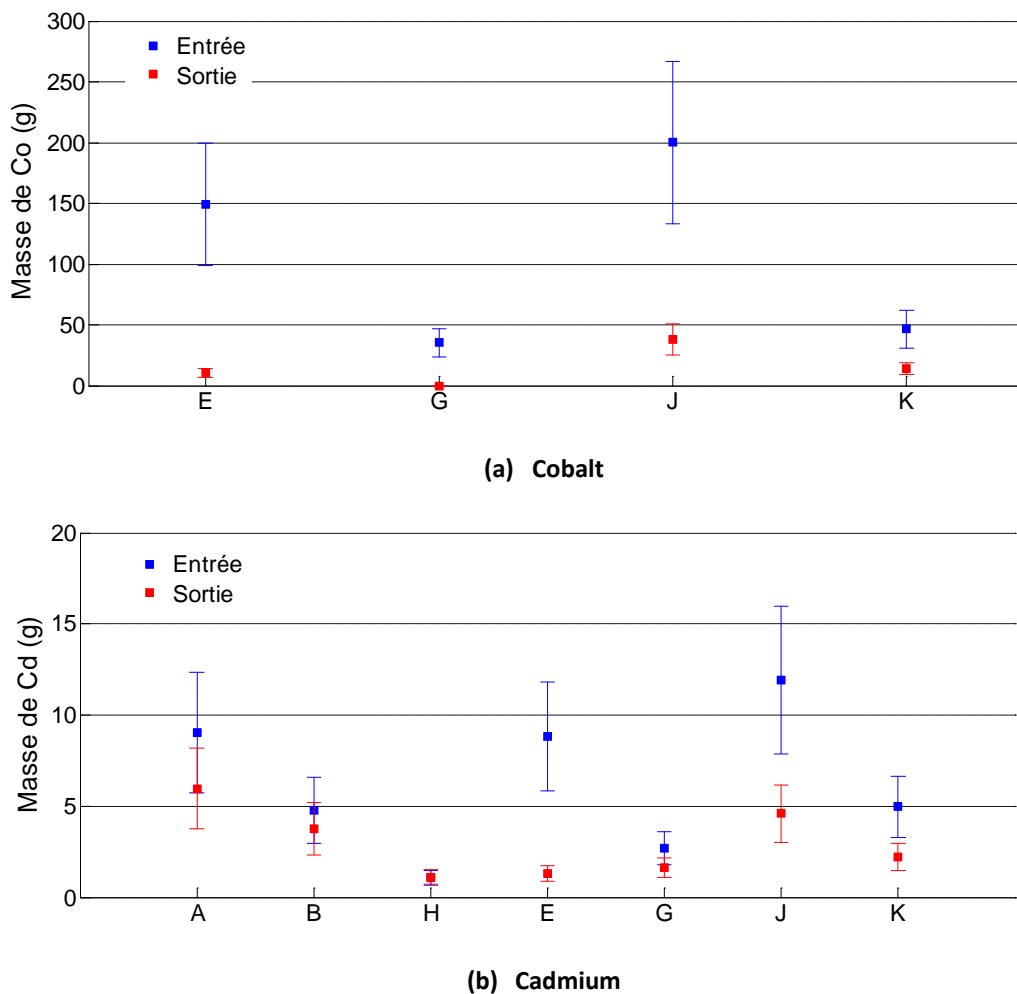 Masse de Co (g)
300
250
200
150
100
50
0
Entrée
Sortie
E G J K
(a) Cobalt
Masse de Cd (g)
20
15
10
5
0
Entrée
Sortie
A B H E G J K
(b) Cadmium